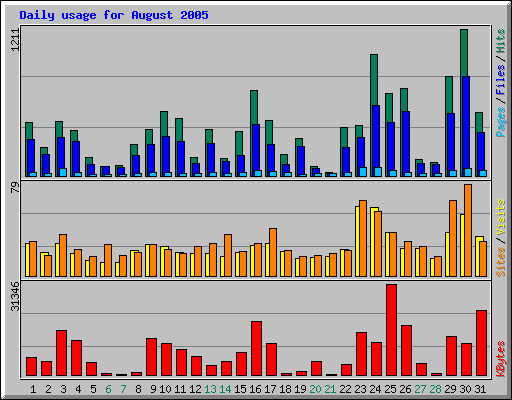 Daily usage for August 2005
1211
Pages / Files / Hits
79
Sites / Visits
31346
KBytes
1 2 3 4 5 6 7 8 9 10 11 12 13 14 15 16 17 18 19 20 21 22 23 24 25 26 27 28 29 30 31